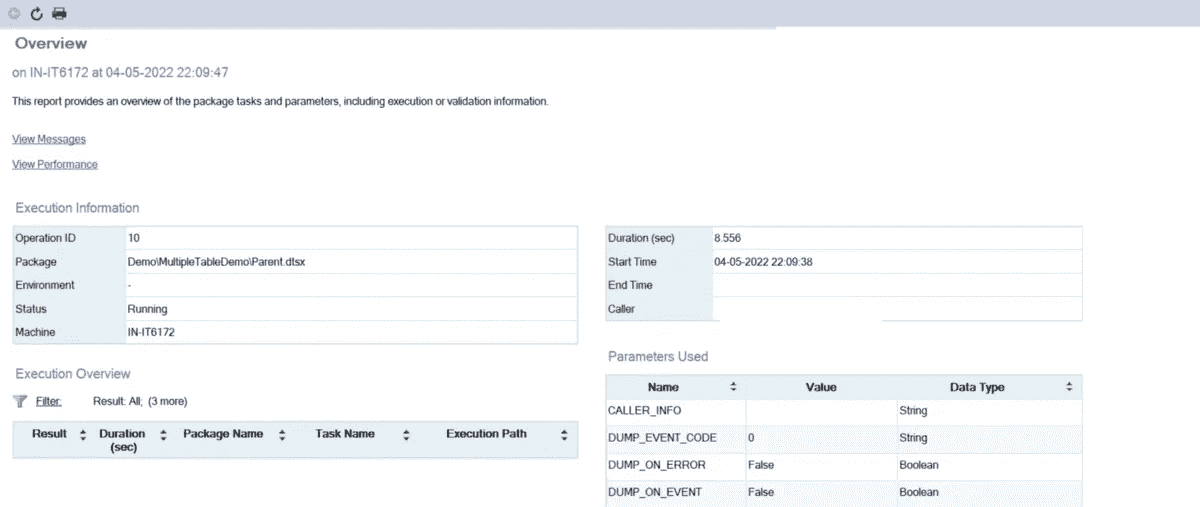 Overview
on IN-IT6172 at 04-05-2022 22:09:47
This report provides an overview of the package tasks and parameters, including execution or validation information.
View Messages
View Performance
Execution Information
Operation ID 10
Package Demo\MultipleTableDemo\Parent.dtsx
Environment -
Status Running
Machine IN-IT6172
Duration (sec) 8.556
Start Time 04-05-2022 22:09:38
End Time
Caller
Execution Overview
Filter: Result: All; (3 more)
Result Duration (sec) Package Name Task Name Execution Path
Parameters Used
Name Value Data Type
CALLER_INFO String
DUMP_EVENT_CODE 0 String
DUMP_ON_ERROR False Boolean
DUMP_ON_EVENT False Boolean